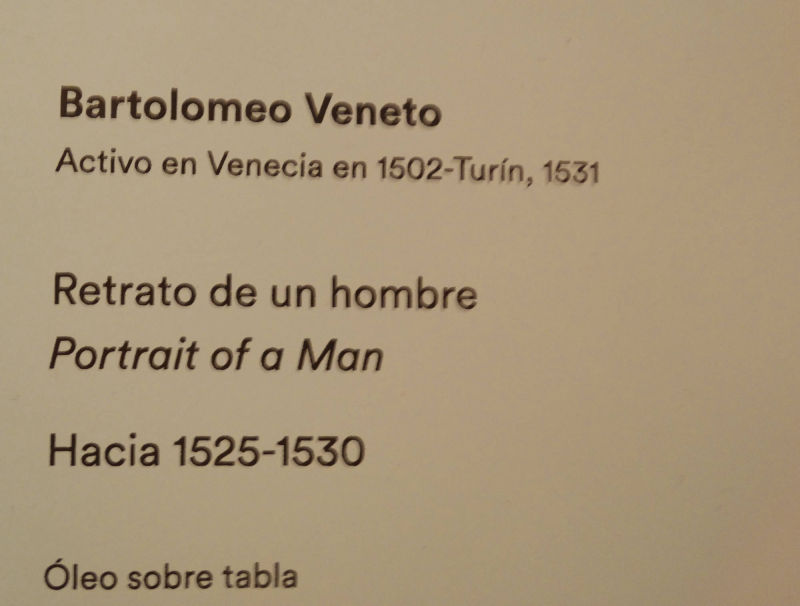 Bartolomeo Veneto
Activo en Venecia en 1502-Turín, 1531
Retrato de un hombre
Portrait of a Man
Hacia 1525-1530
Óleo sobre tabla